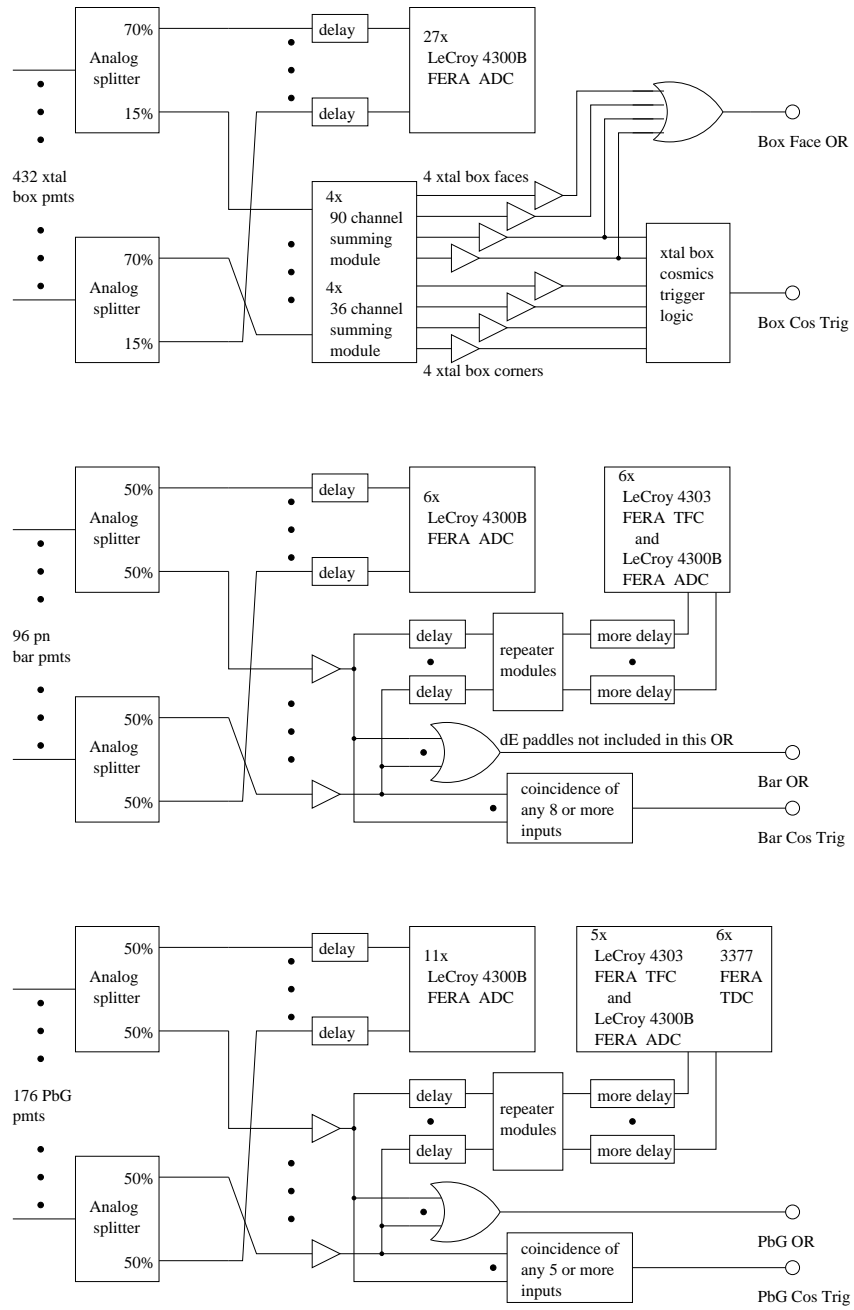 70%
Analog
splitter
15%
delay
delay
27x
LeCroy 4300B
FERA ADC
Box Face OR
432 xtal
box pmts
70%
Analog
splitter
15%
4x
90 channel
summing
module
4x
36 channel
summing
module
4 xtal box faces
4 xtal box corners
xtal box
cosmics
trigger
logic
Box Cos Trig
50%
Analog
splitter
50%
delay
delay
6x
LeCroy 4300B
FERA ADC
6x
LeCroy 4303
FERA TFC
and
LeCroy 4300B
FERA ADC
96 pn
bar pmts
delay
delay
repeater
modules
more delay
more delay
50%
Analog
splitter
50%
dE paddles not included in this OR
Bar OR
coincidence of
any 8 or more
inputs
Bar Cos Trig
50%
Analog
splitter
50%
delay
delay
11x
LeCroy 4300B
FERA ADC
5x
LeCroy 4303
FERA TFC
and
LeCroy 4300B
FERA ADC
6x
3377
FERA
TDC
176 PbG
pmts
delay
delay
repeater
modules
more delay
more delay
50%
Analog
splitter
50%
PbG OR
coincidence of
any 5 or more
inputs
PbG Cos Trig